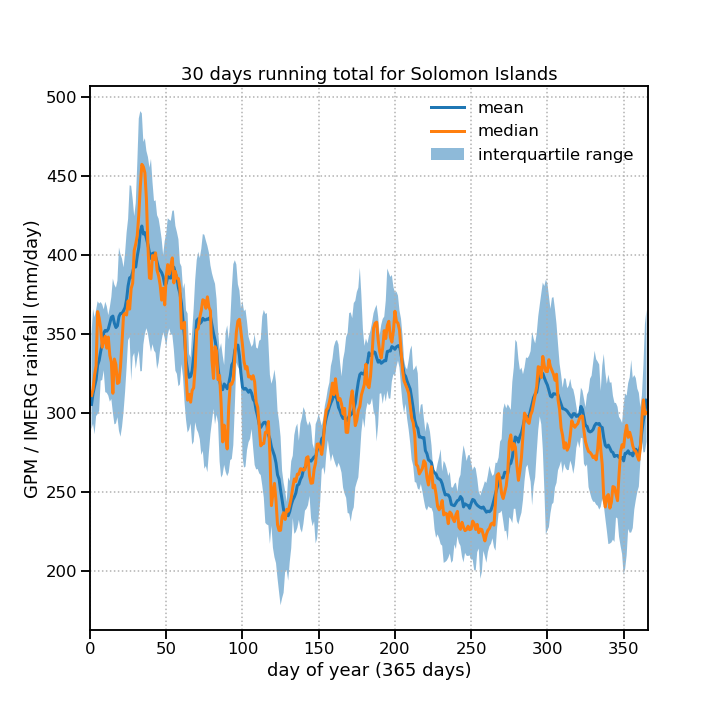 30 days running total for Solomon Islands
mean
median
interquartile range
GPM / IMERG rainfall (mm/day)
500
450
400
350
300
250
200
0 50 100 150 200 250 300 350
day of year (365 days)